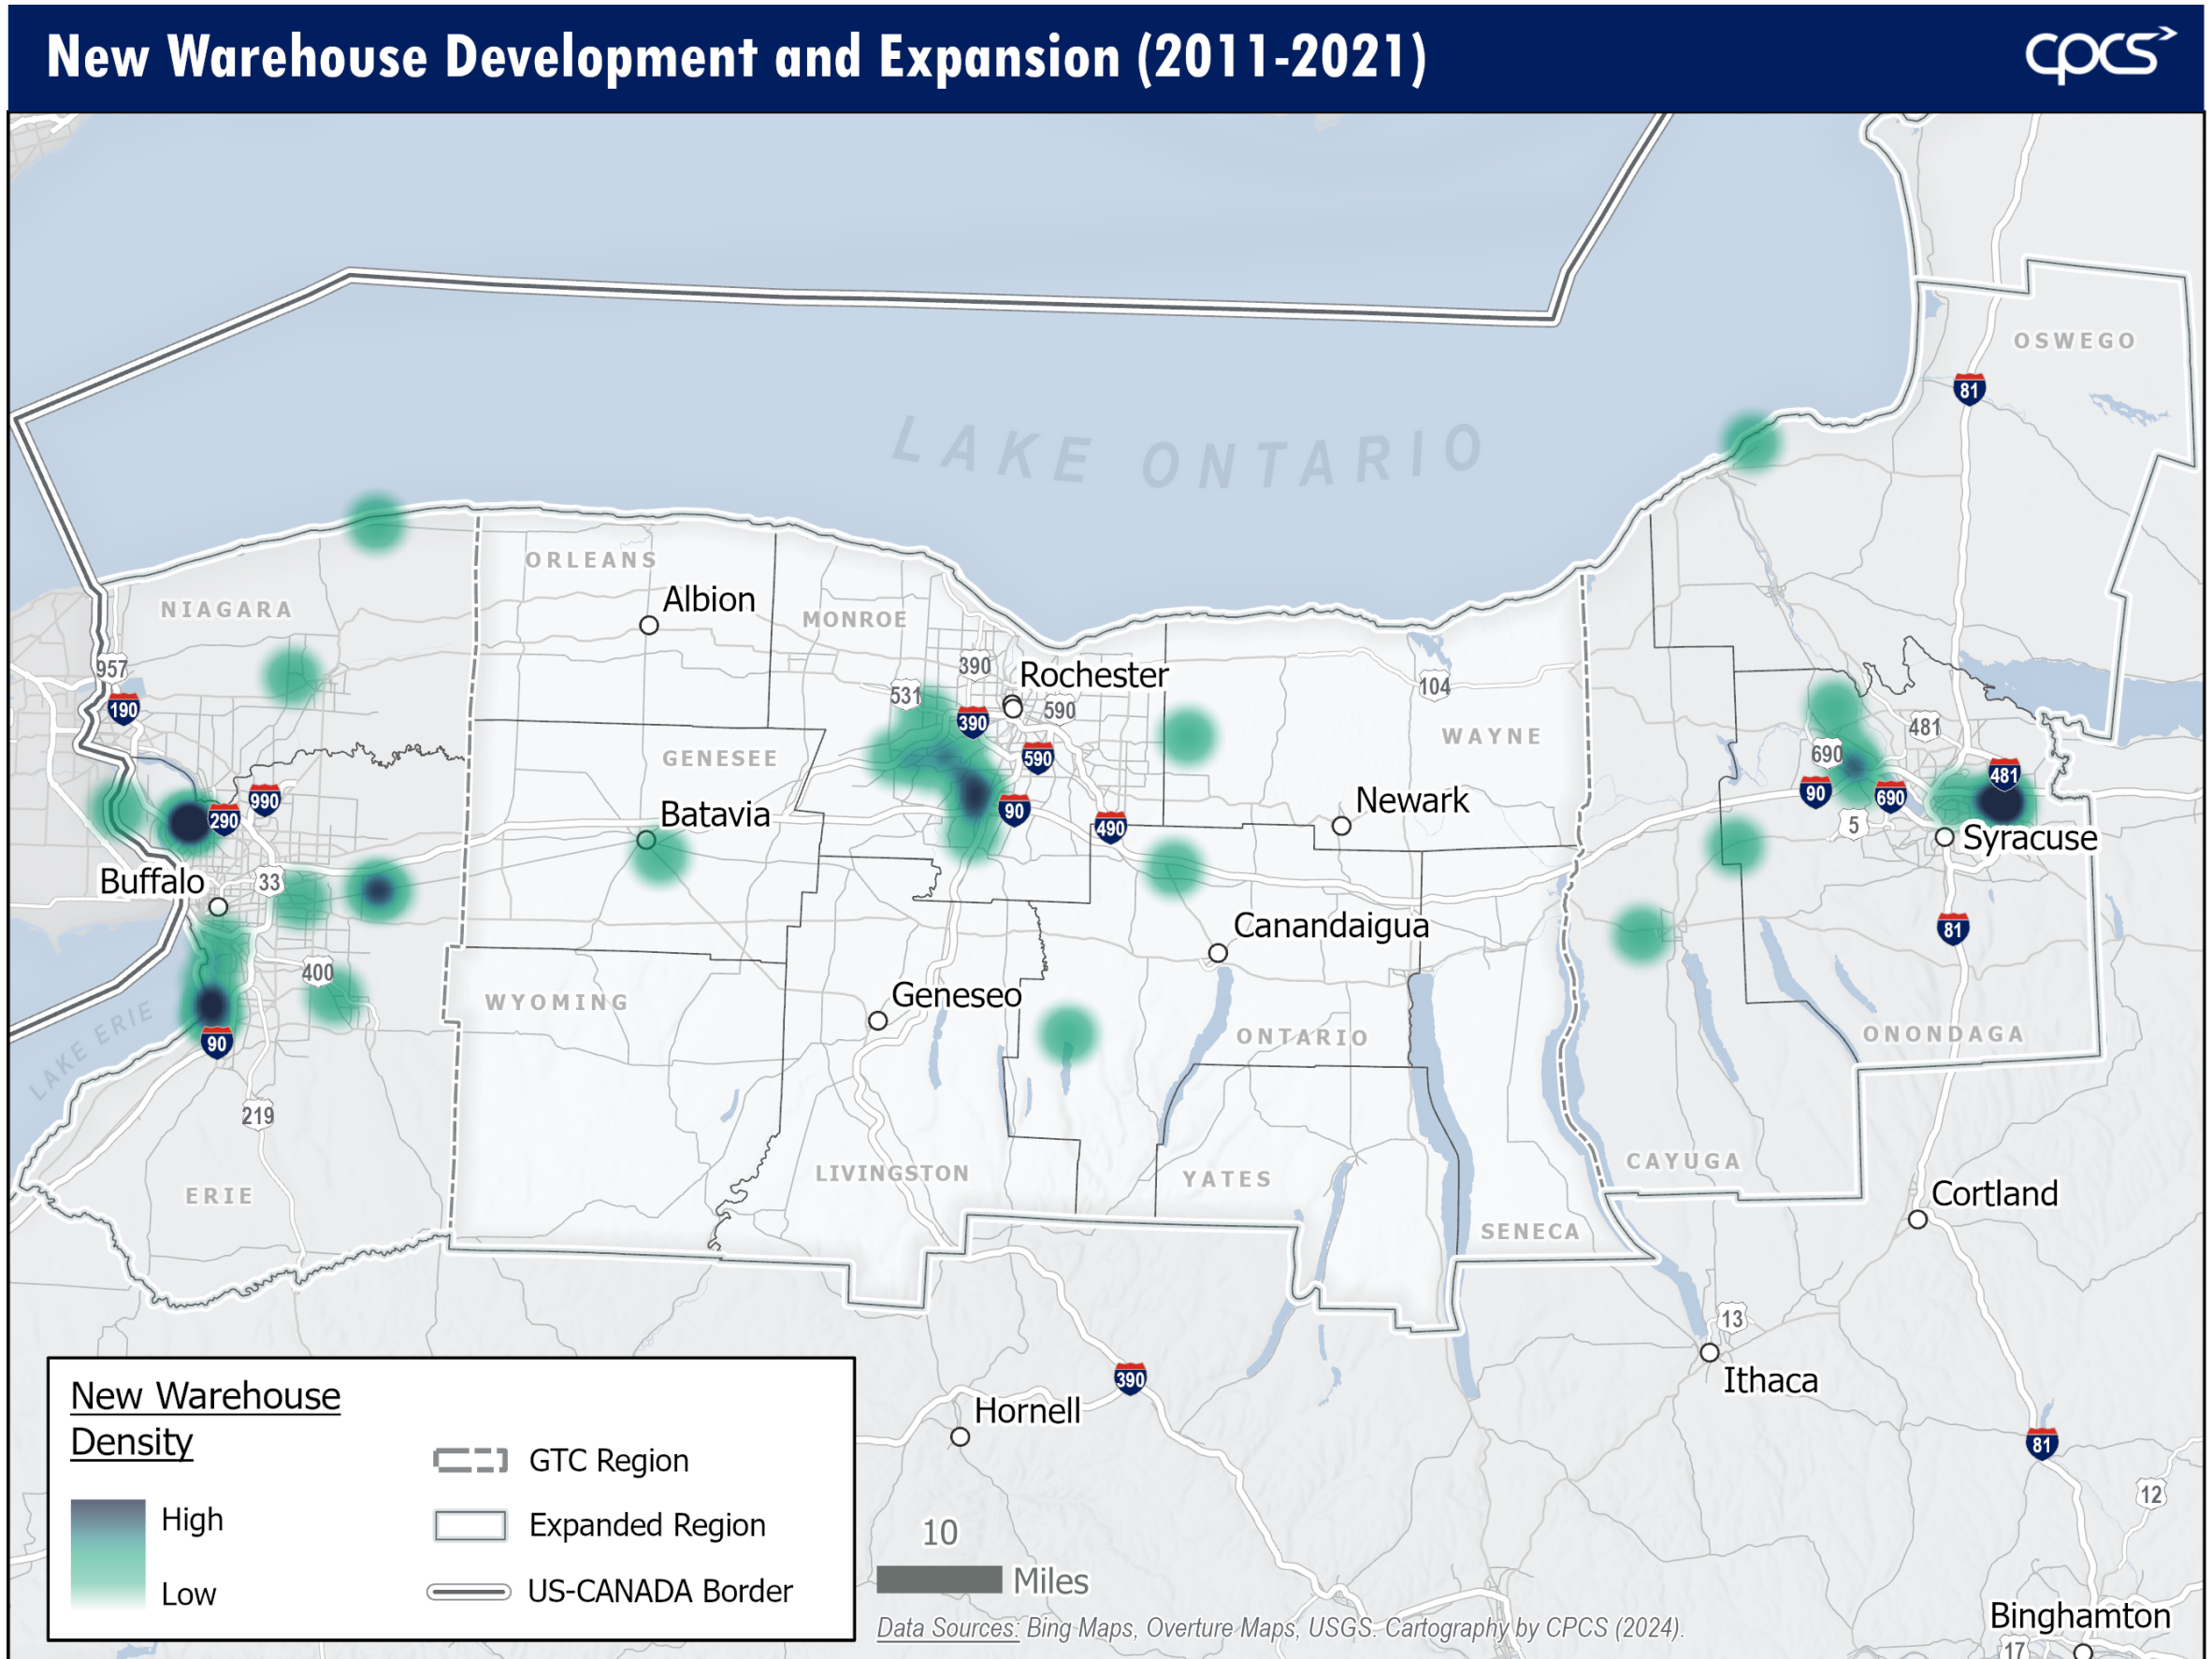 New Warehouse Development and Expansion (2011-2021)
cpcs
OSWEGO
81
LAKE ONTARIO
ORLEANS
Albion
NIAGARA
MONROE
957
390
Rochester
531
104
190
390
590
WAYNE
481
GENESEE
590
690
481
990
Batavia
Newark
90
690
290
90
490
5
Syracuse
Buffalo
33
Canandaigua
81
400
Geneseo
WYOMING
ONTARIO
ONONDAGA
LAKE ERIE
90
219
CAYUGA
LIVINGSTON
YATES
ERIE
Cortland
SENECA
13
Ithaca
390
Hornell
81
12
Binghamton
17
New Warehouse
Density
High
Low
GTC Region
Expanded Region
US-CANADA Border
10
Miles
Data Sources: Bing Maps, Overture Maps, USGS. Cartography by CPCS (2024).